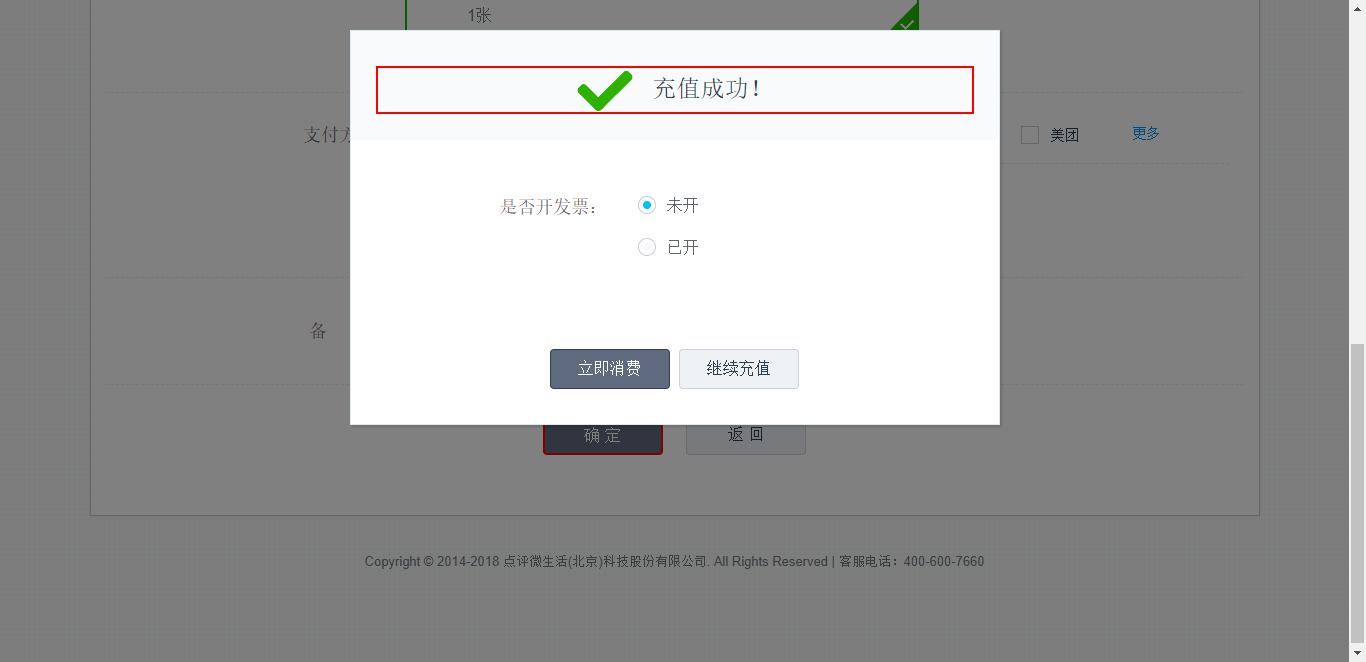 1张
充值成功！
支付方
美团
更多
是否开发票：
未开
已开
备
立即消费
继续充值
确 定
返 回
Copyright © 2014-2018 点评微生活(北京)科技股份有限公司. All Rights Reserved | 客服电话：400-600-7660